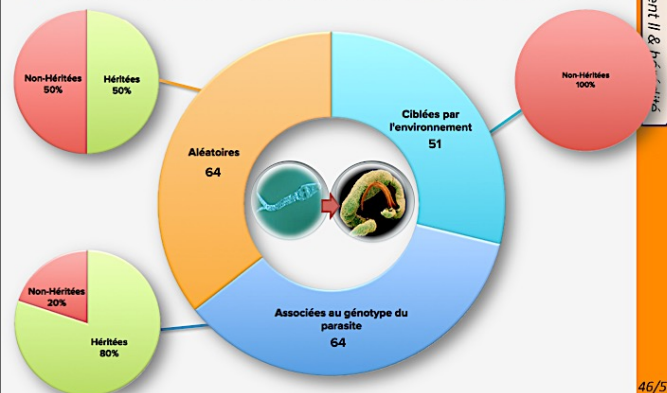 Non-Héritées
50%
Héritées
50%
Aléatoires
64
Ciblées par
l'environnement
51
Non-Héritées
100%
Associées au génotype du
parasite
64
Non-Héritées
20%
Héritées
80%
46/5